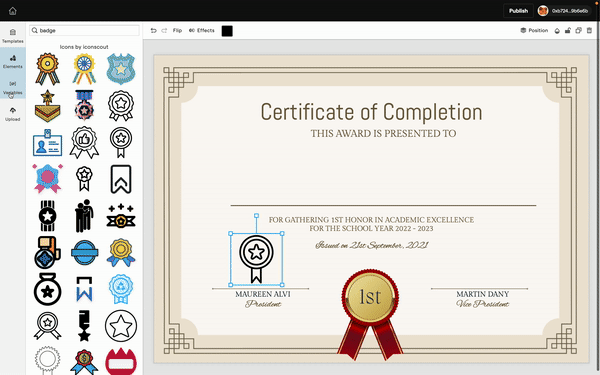 Publish
0xb724...9b6e6b
badge
Flip
Effects
Position
Templates
Elements
Variables
Upload
Icons by iconscout
Certificate of Completion
THIS AWARD IS PRESENTED TO
FOR GATHERING 1ST HONOR IN ACADEMIC EXCELLENCE
FOR THE SCHOOL YEAR 2022 - 2023
Issued on 21st September, 2021
1st
MAUREEN ALVI
President
MARTIN DANY
Vice President